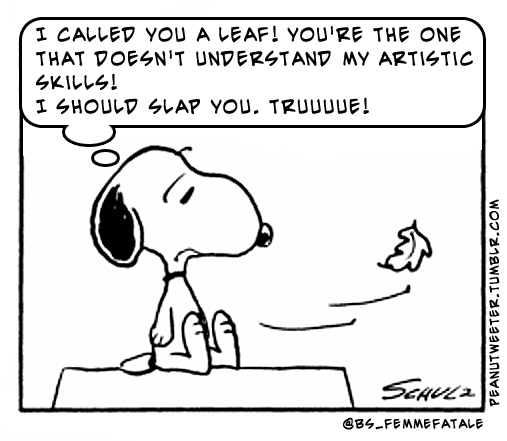 I CALLED YOU A LEAF! YOU'RE THE ONE
THAT DOESN'T UNDERSTAND MY ARTISTIC
SKILLS!
I SHOULD SLAP YOU. TRUUUUE!
PEANUTWEETER.TUMBLR.COM
SCHULZ
@BS_FEMMEFATALE